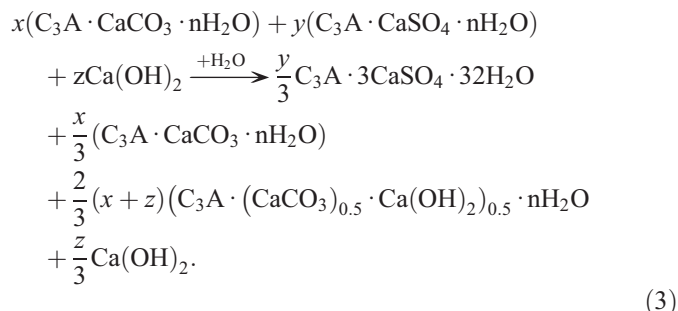 x(C₃A · CaCO₃ · nH₂O) + y(C₃A · CaSO₄ · nH₂O)
+ zCa(OH)₂ —+H₂O→ y/3 C₃A · 3CaSO₄ · 32H₂O
+ x/3 (C₃A · CaCO₃ · nH₂O)
+ 2/3 (x + z)(C₃A · (CaCO₃)₀.₅ · Ca(OH)₂)₀.₅ · nH₂O
+ z/3 Ca(OH)₂.
(3)